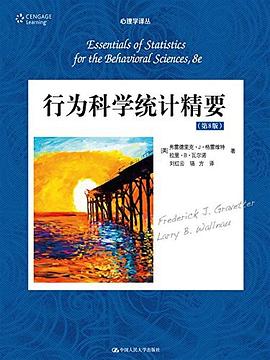 CENGAGE
Learning
心理学译丛
Essentials of Statistics
for the Behavioral Sciences, 8e
行为科学统计精要
(第8版)
[美] 弗雷德里克·J·格雷维特
拉里·B·瓦尔诺 著
刘红云 骆方 译
Frederick J. Gravetter
Larry B. Wallnau
中国人民大学出版社